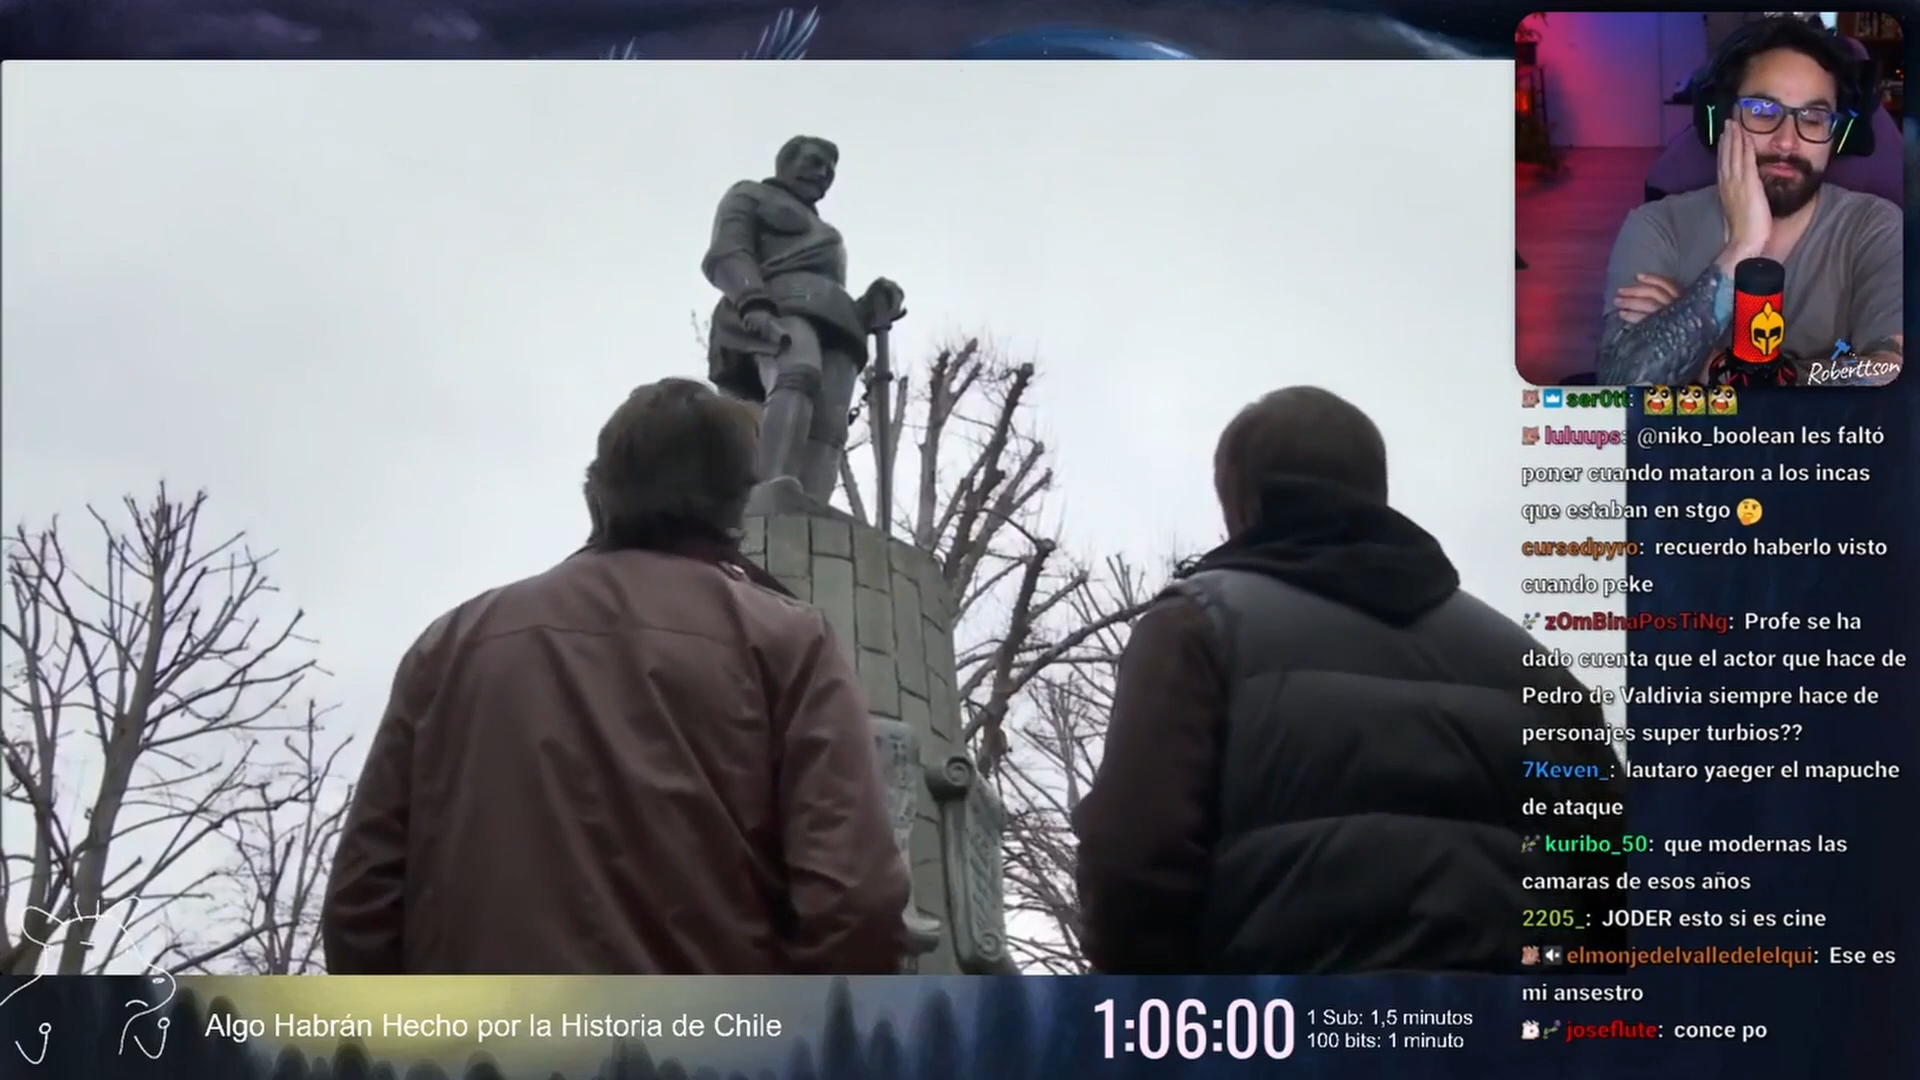 Roberttson
ser0tt:
luluups: @niko_boolean les faltó
poner cuando mataron a los incas
que estaban en stgo
cursedpyro: recuerdo haberlo visto
cuando peke
zOmBinaPosTiNg: Profe se ha
dado cuenta que el actor que hace de
Pedro de Valdivia siempre hace de
personajes super turbios??
7Keven_: lautaro yaeger el mapuche
de ataque
kuribo_50: que modernas las
camaras de esos años
2205_: JODER esto si es cine
elmonjedelvalledelelqui: Ese es
mi ansestro
joseflute: conce po
Algo Habrán Hecho por la Historia de Chile
1:06:00
1 Sub: 1,5 minutos
100 bits: 1 minuto